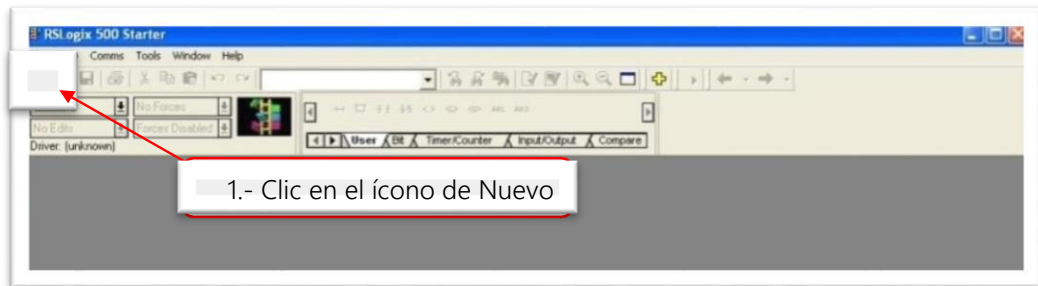 RSLogix 500 Starter
Comms Tools Window Help
No Forces
No Edits Forces Disabled
Driver: (unknown)
User Bit Timer/Counter Input/Output Compare
1.- Clic en el ícono de Nuevo